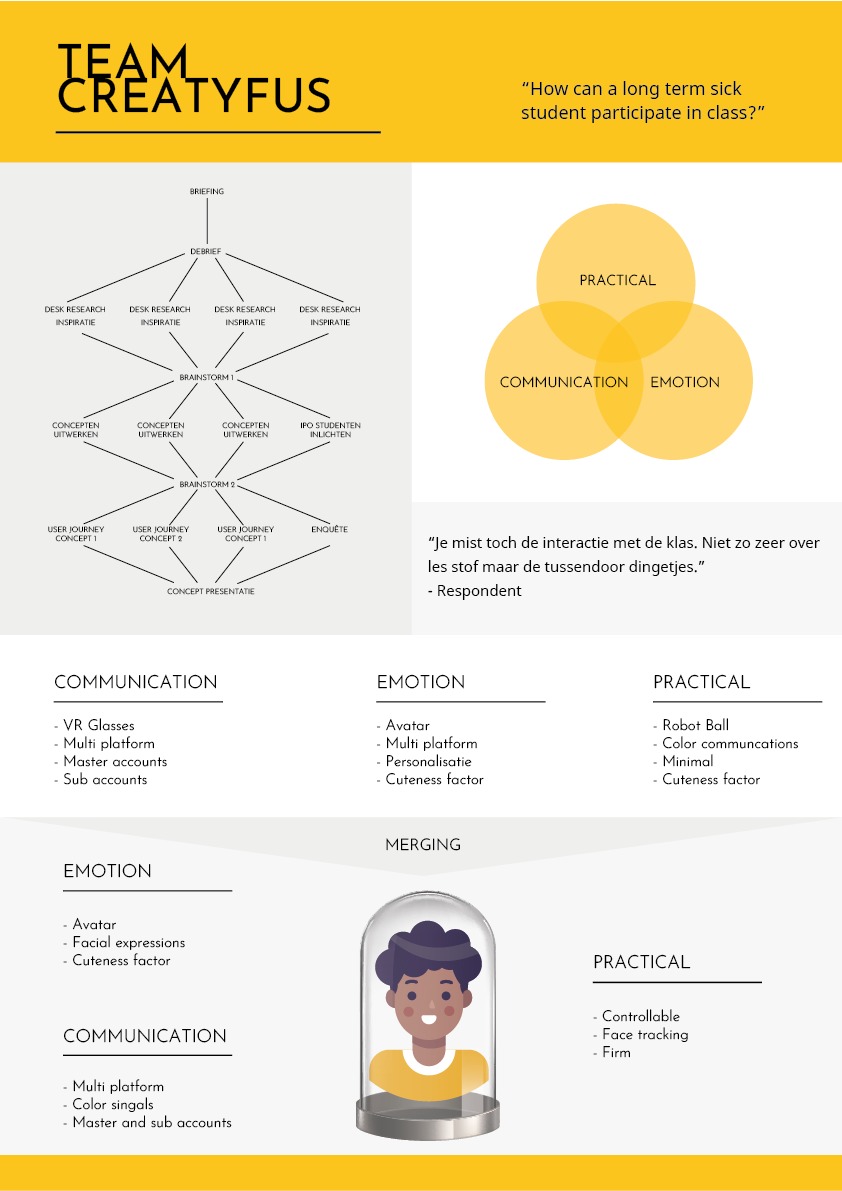 TEAM
CREATYFUS
“How can a long term sick
student participate in class?”
BRIEFING
DEBRIEF
DESK RESEARCH DESK RESEARCH DESK RESEARCH DESK RESEARCH
INSPIRATIE INSPIRATIE INSPIRATIE INSPIRATIE
BRAINSTORM 1
CONCEPTEN CONCEPTEN CONCEPTEN IPO STUDENTEN
UITWERKEN UITWERKEN UITWERKEN INLICHTEN
BRAINSTORM 2
USER JOURNEY USER JOURNEY USER JOURNEY ENQUÊTE
CONCEPT 1 CONCEPT 2 CONCEPT 1
CONCEPT PRESENTATIE
PRACTICAL
COMMUNICATION EMOTION
“Je mist toch de interactie met de klas. Niet zo zeer over
les stof maar de tussendoor dingetjes.”
- Respondent
COMMUNICATION
- VR Glasses
- Multi platform
- Master accounts
- Sub accounts
EMOTION
- Avatar
- Multi platform
- Personalisatie
- Cuteness factor
PRACTICAL
- Robot Ball
- Color communcations
- Minimal
- Cuteness factor
MERGING
EMOTION
- Avatar
- Facial expressions
- Cuteness factor
COMMUNICATION
- Multi platform
- Color singals
- Master and sub accounts
PRACTICAL
- Controllable
- Face tracking
- Firm